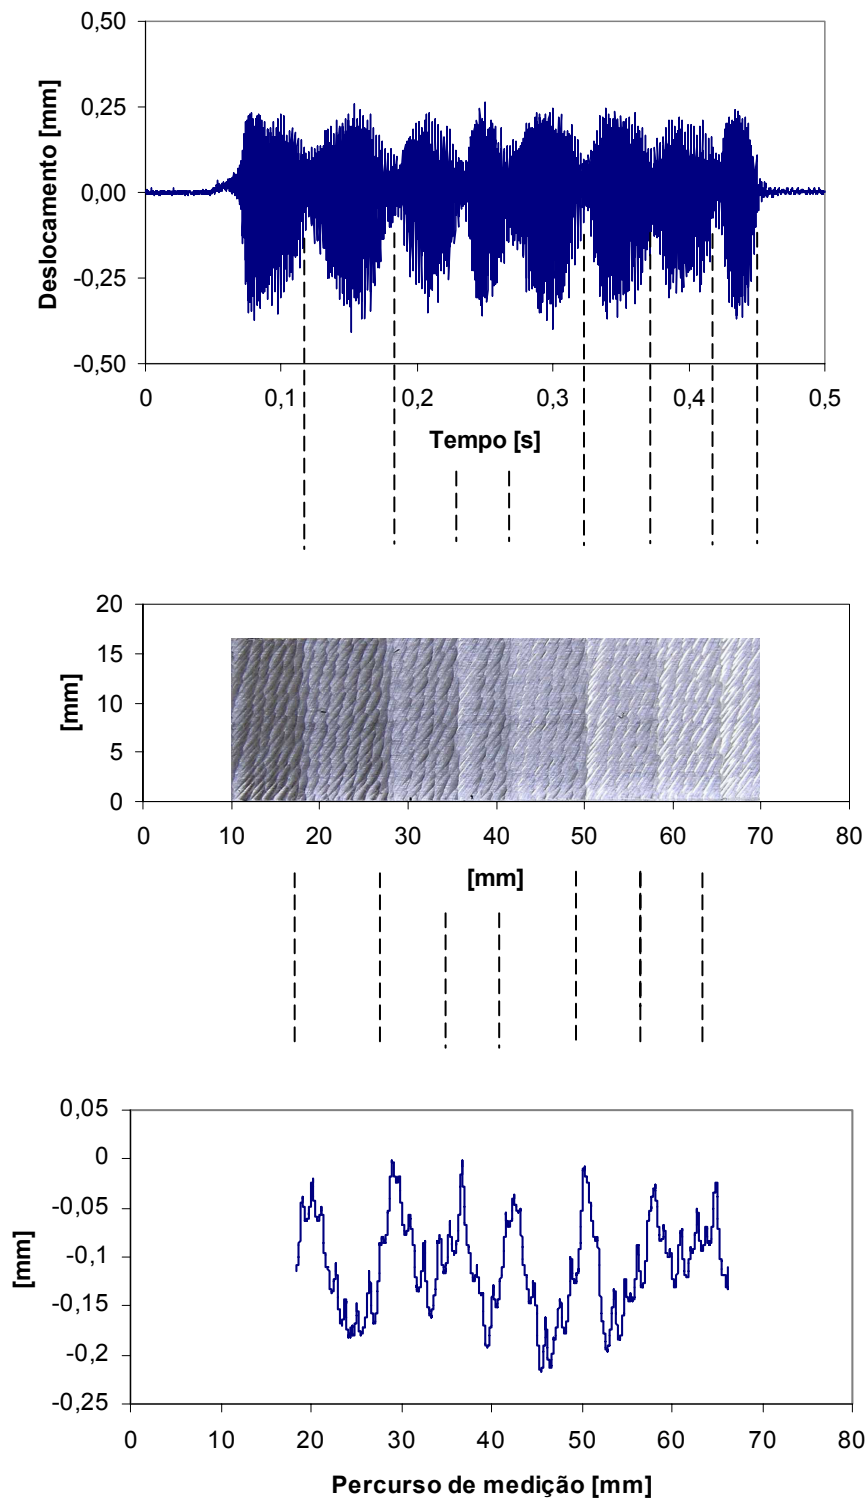 0,50
0,25
0,00
-0,25
-0,50
Deslocamento [mm]
0 0,1 0,2 0,3 0,4 0,5
Tempo [s]
20
15
10
5
0
[mm]
0 10 20 30 40 50 60 70 80
[mm]
0,05
0
-0,05
-0,1
-0,15
-0,2
-0,25
[mm]
0 10 20 30 40 50 60 70 80
Percurso de medição [mm]